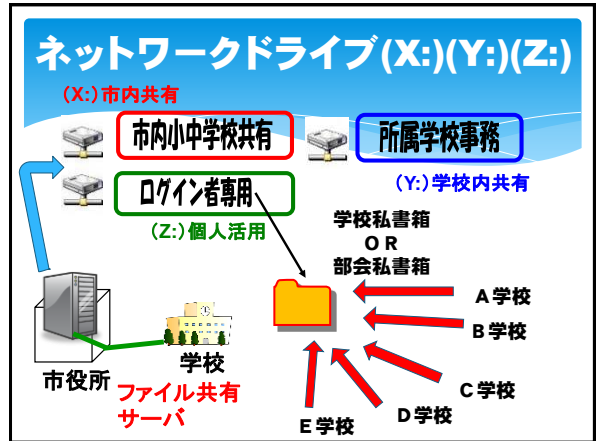 ネットワークドライブ(X:)(Y:)(Z:)
(X:)市内共有
市内小中学校共有
所属学校事務
ログイン者専用
(Y:)学校内共有
(Z:)個人活用
学校私書箱
OR
部会私書箱
A学校
B学校
C学校
D学校
E学校
学校
市役所
ファイル共有
サーバ